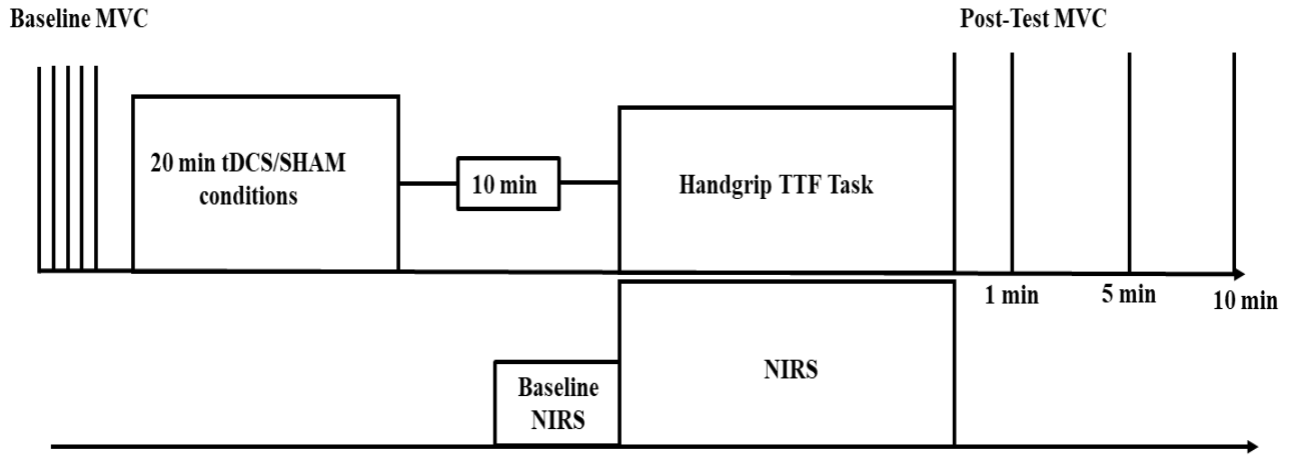 Baseline MVC
Post-Test MVC
20 min tDCS/SHAM
conditions
10 min
Handgrip TTF Task
1 min
5 min
10 min
Baseline
NIRS
NIRS